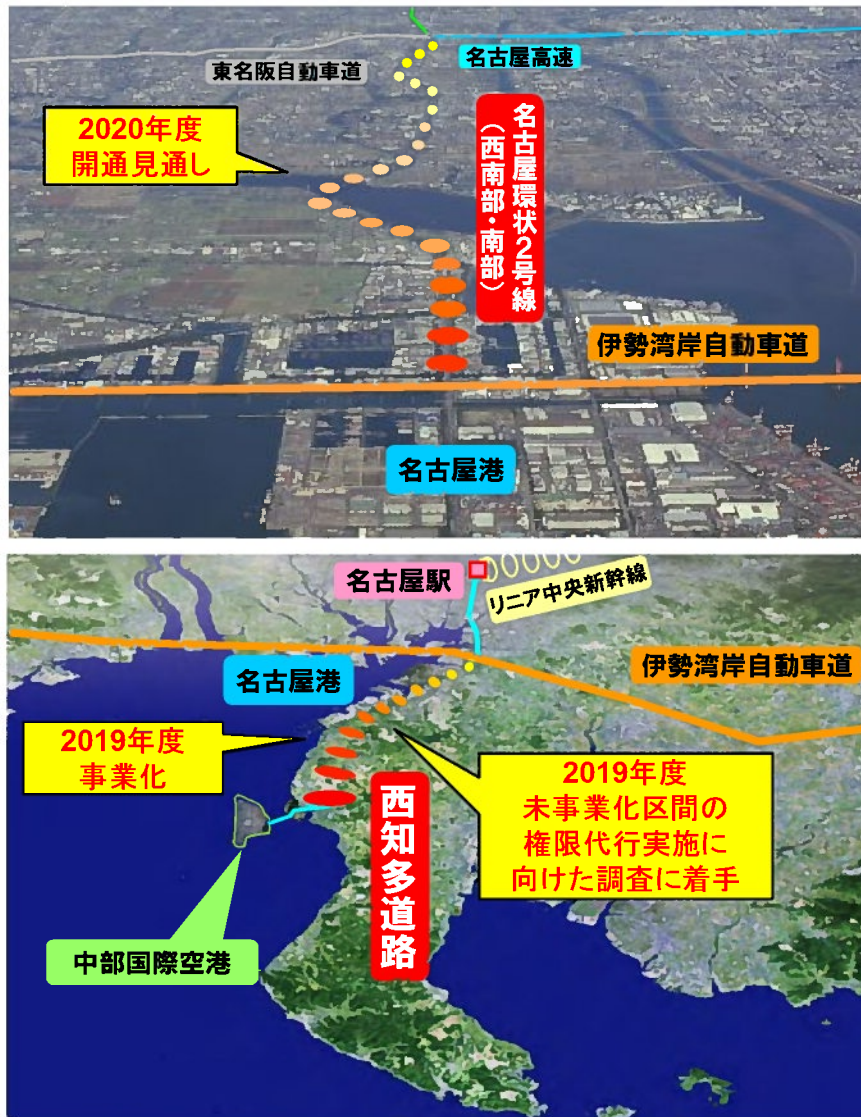 東名阪自動車道
名古屋高速
2020年度
開通見通し
名古屋環状2号線
（西南部・南部）
伊勢湾岸自動車道
名古屋港
名古屋駅
リニア中央新幹線
名古屋港
伊勢湾岸自動車道
2019年度
事業化
2019年度
未事業化区間の
権限代行実施に
向けた調査に着手
西知多道路
中部国際空港